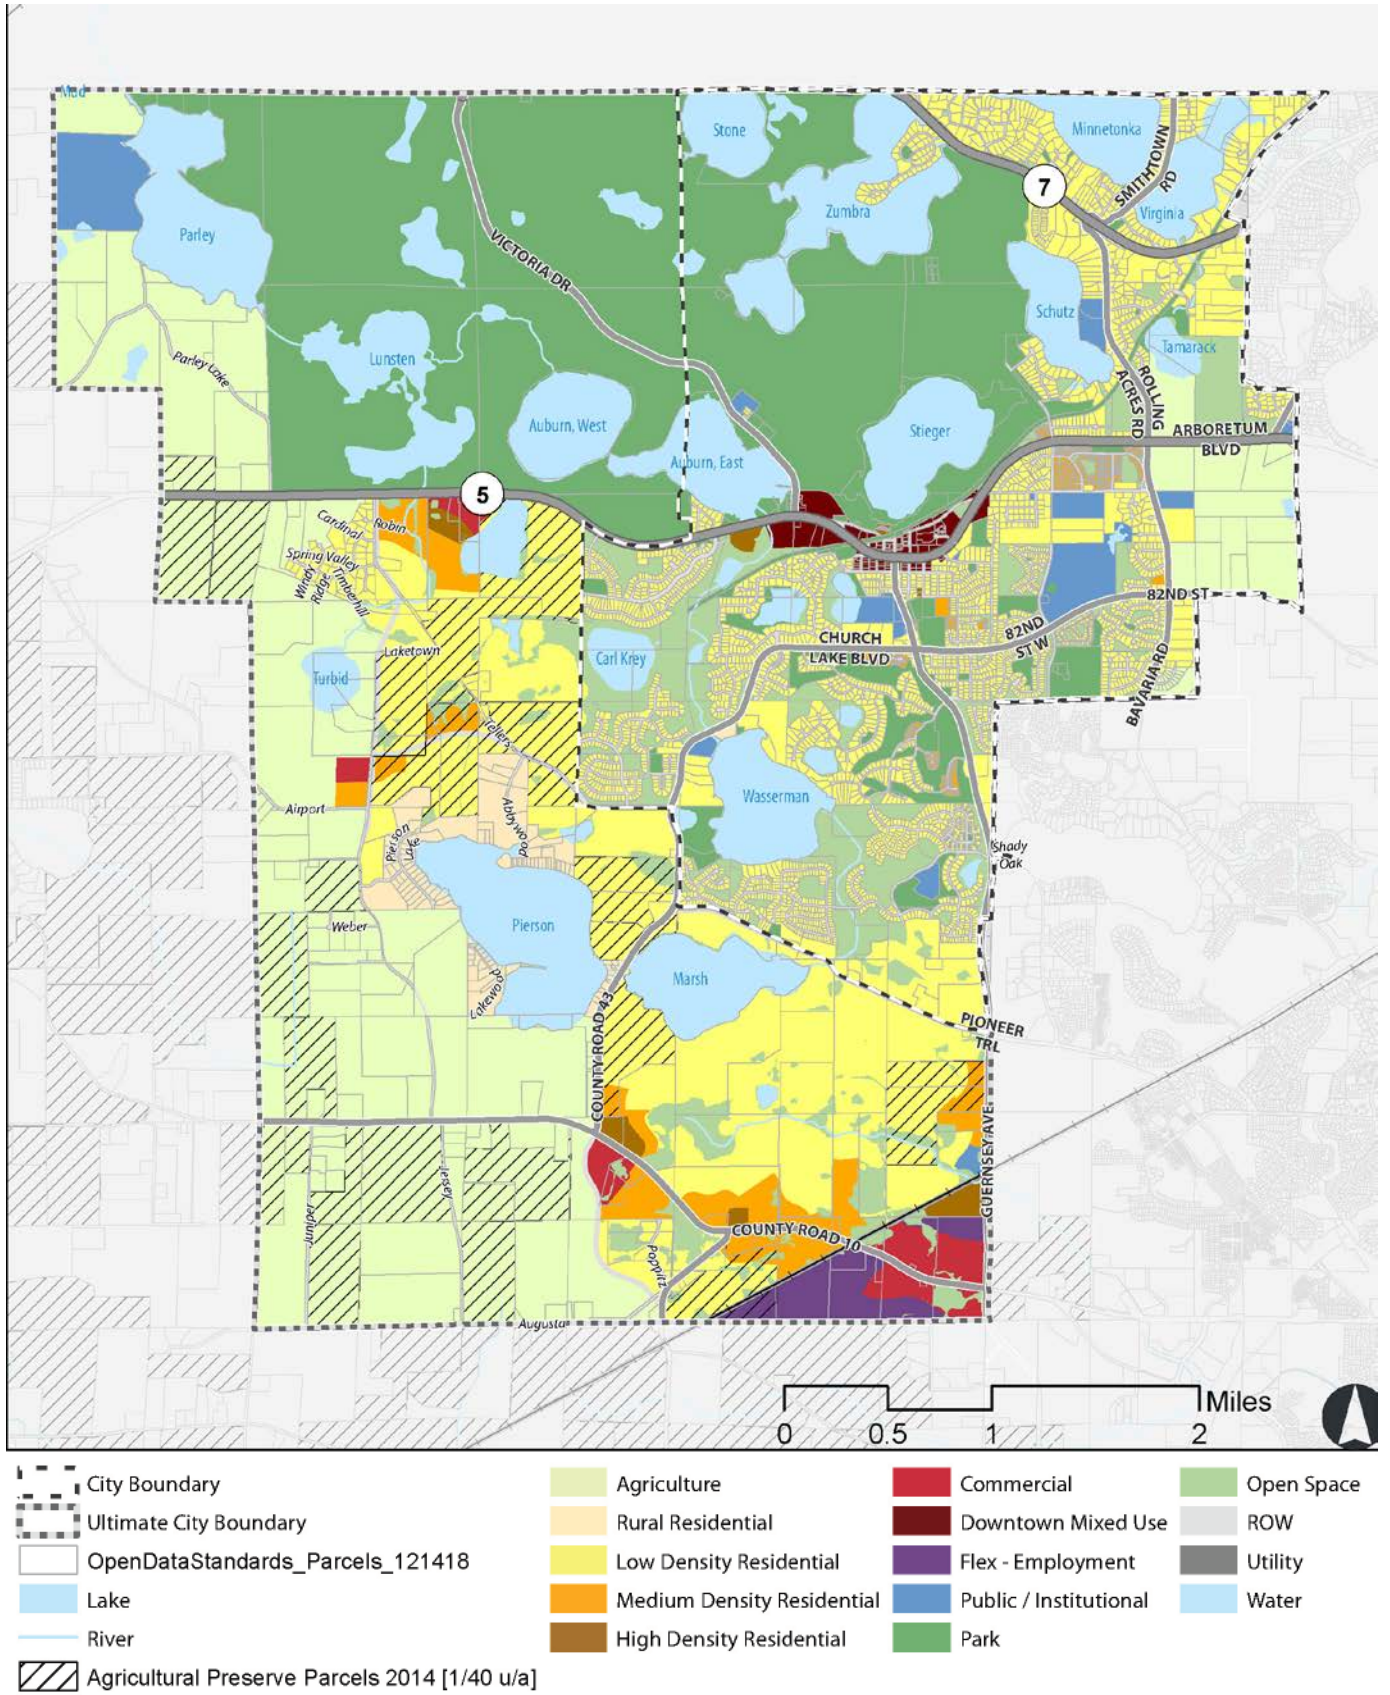 Mud
Stone
Minnetonka
SMITHTOWN
RD
7
Zumbra
Virginia
Parley
VICTORIA DR
Schutz
Tamarack
Lunsten
Parley Lake
ROLLING
ACRES RD
Auburn, West
Stieger
ARBORETUM
BLVD
Auburn, East
5
Cardinal
Robin
Spring Valley
Windy
Ridge
Timberhill
82ND ST
82ND
ST W
CHURCH
LAKE BLVD
Laketown
Carl Krey
Turbid
BAVARIA RD
Tellers
Wasserman
Airport
Abbywood
Pierson
Lake
Shady
Oak
Pierson
Weber
Marsh
Lakewood
COUNTY ROAD 43
PIONEER
TRL
GUERNSEY AVE
Jersey
Juniper
COUNTY ROAD 10
Poppitz
Augusta
Miles
0 0.5 1 2
City Boundary
Ultimate City Boundary
OpenDataStandards_Parcels_121418
Lake
River
Agricultural Preserve Parcels 2014 [1/40 u/a]
Agriculture
Rural Residential
Low Density Residential
Medium Density Residential
High Density Residential
Commercial
Downtown Mixed Use
Flex - Employment
Public / Institutional
Park
Open Space
ROW
Utility
Water